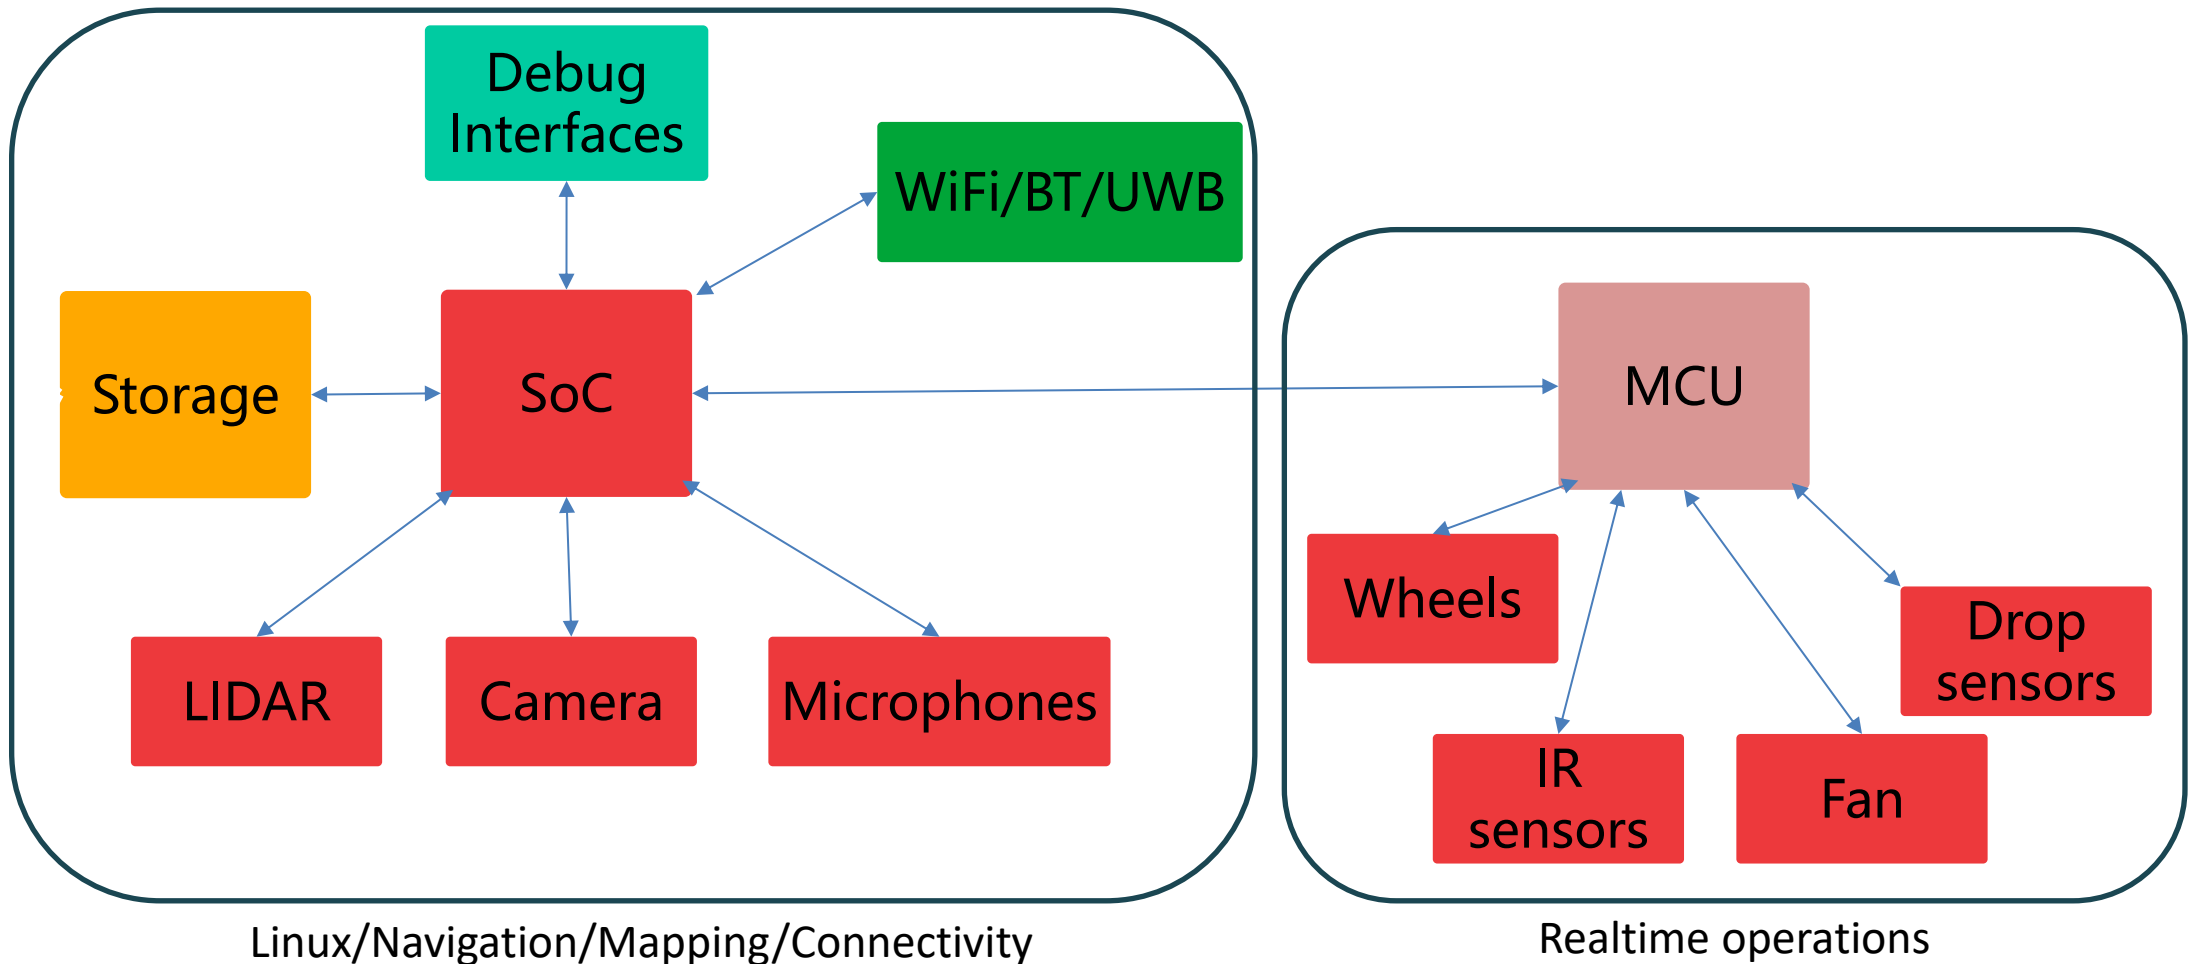 Debug
Interfaces
WiFi/BT/UWB
Storage
SoC
MCU
LIDAR
Camera
Microphones
Wheels
Drop
sensors
IR
sensors
Fan
Linux/Navigation/Mapping/Connectivity
Realtime operations